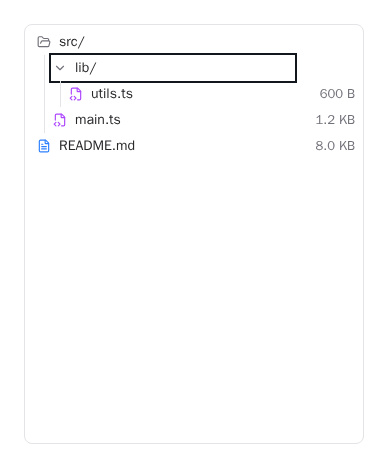 src/
lib/
utils.ts 600 B
main.ts 1.2 KB
README.md 8.0 KB